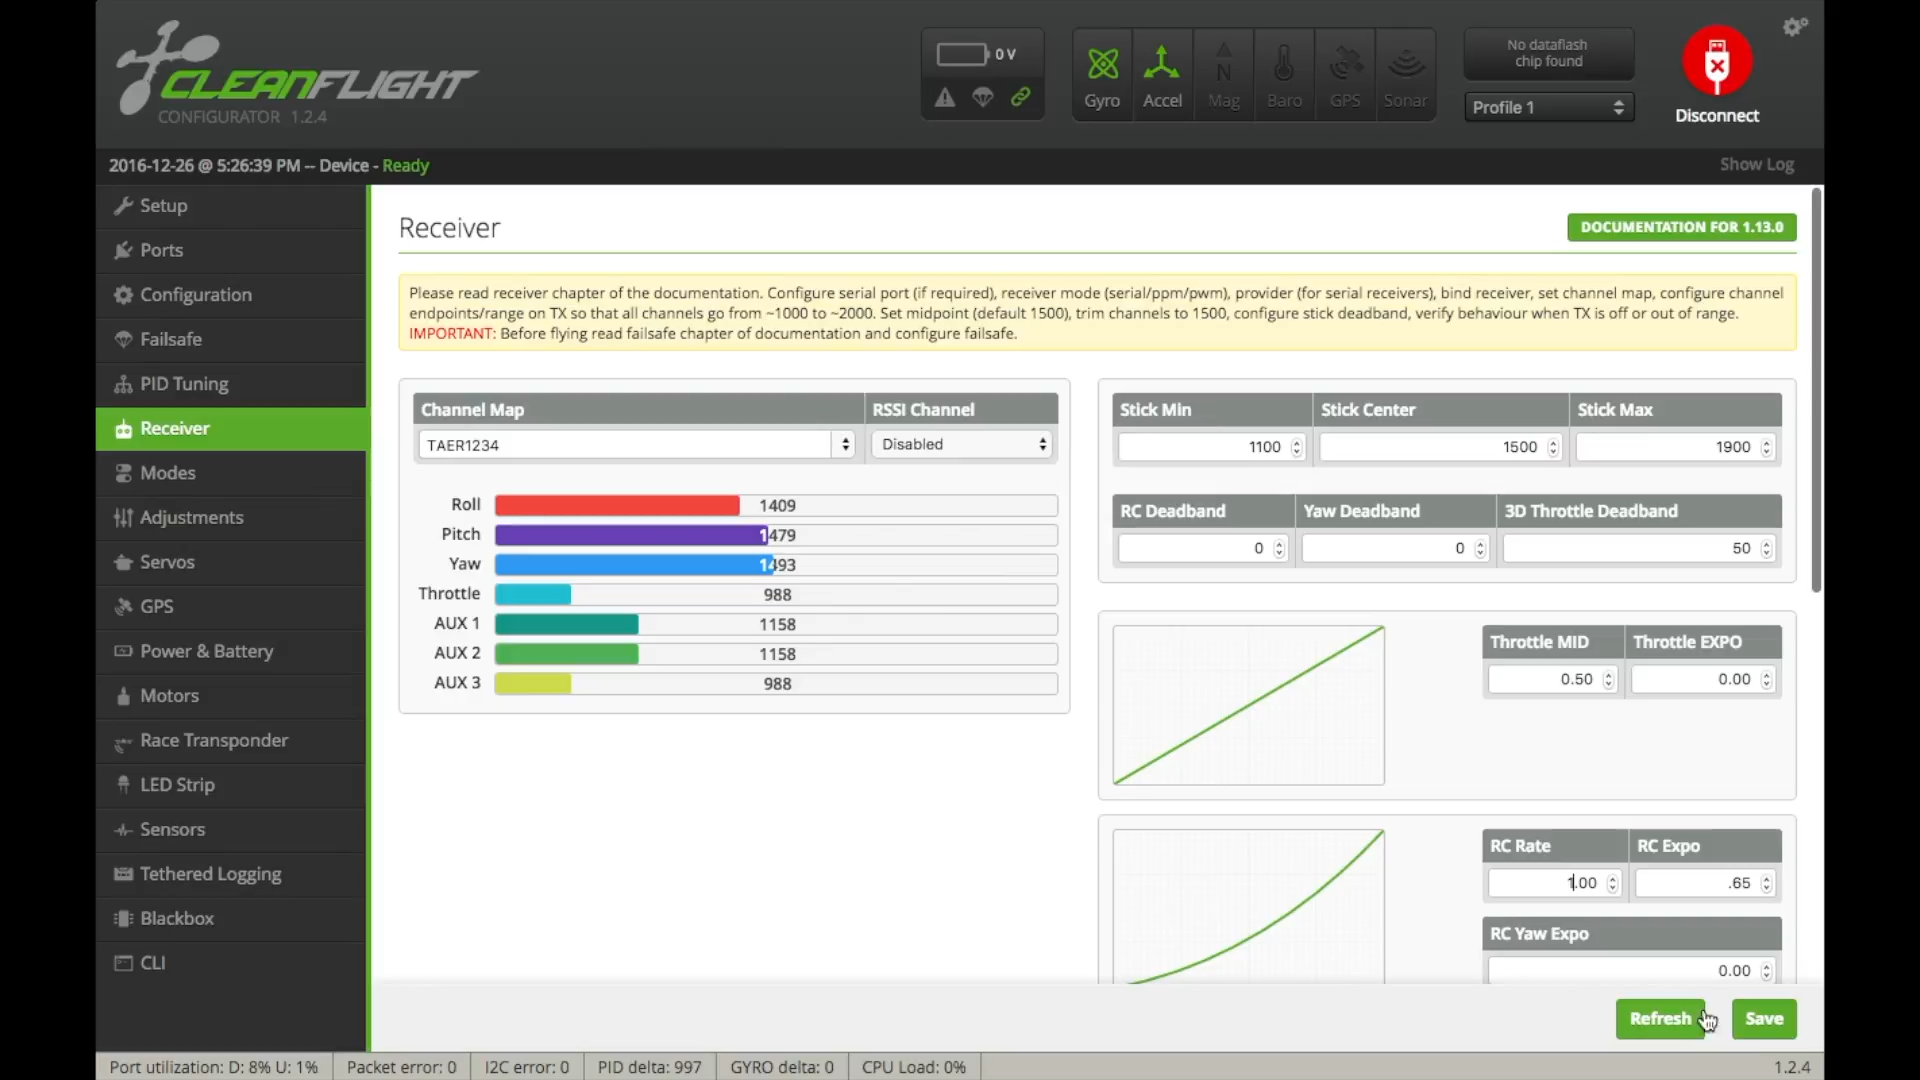 CLEANFLIGHT
CONFIGURATOR 1.2.4
0 V
Gyro
Accel
Mag
Baro
GPS
Sonar
No dataflash
chip found
Profile 1
Disconnect
2016-12-26 @ 5:26:39 PM -- Device - Ready
Show Log
Setup
Ports
Configuration
Failsafe
PID Tuning
Receiver
Modes
Adjustments
Servos
GPS
Power & Battery
Motors
Race Transponder
LED Strip
Sensors
Tethered Logging
Blackbox
CLI
Receiver
DOCUMENTATION FOR 1.13.0
Please read receiver chapter of the documentation. Configure serial port (if required), receiver mode (serial/ppm/pwm), provider (for serial receivers), bind receiver, set channel map, configure channel
endpoints/range on TX so that all channels go from ~1000 to ~2000. Set midpoint (default 1500), trim channels to 1500, configure stick deadband, verify behaviour when TX is off or out of range.
IMPORTANT: Before flying read failsafe chapter of documentation and configure failsafe.
Channel Map
RSSI Channel
TAER1234
Disabled
Roll 1409
Pitch 1479
Yaw 1493
Throttle 988
AUX 1 1158
AUX 2 1158
AUX 3 988
Stick Min
Stick Center
Stick Max
1100
1500
1900
RC Deadband
Yaw Deadband
3D Throttle Deadband
0
0
50
Throttle MID
Throttle EXPO
0.50
0.00
RC Rate
RC Expo
1.00
.65
RC Yaw Expo
0.00
Refresh
Save
Port utilization: D: 8% U: 1%
Packet error: 0
I2C error: 0
PID delta: 997
GYRO delta: 0
CPU Load: 0%
1.2.4